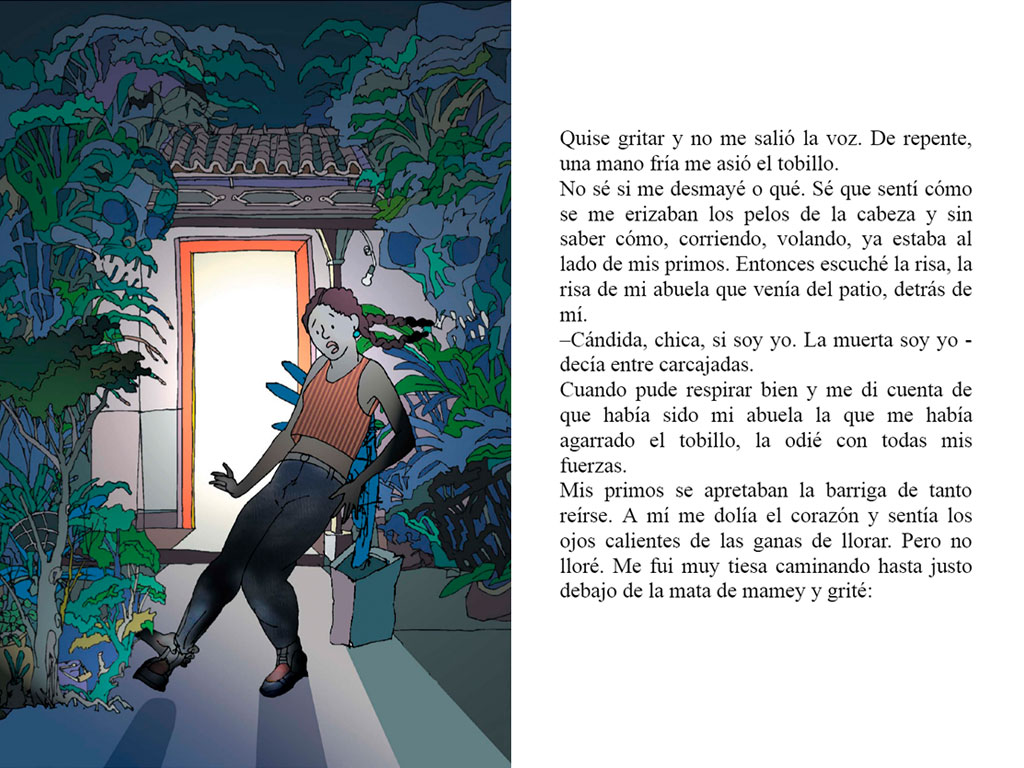 Quise gritar y no me salió la voz. De repente,
una mano fría me asió el tobillo.
No sé si me desmayé o qué. Sé que sentí cómo
se me erizaban los pelos de la cabeza y sin
saber cómo, corriendo, volando, ya estaba al
lado de mis primos. Entonces escuché la risa, la
risa de mi abuela que venía del patio, detrás de
mí.
–Cándida, chica, si soy yo. La muerta soy yo -
decía entre carcajadas.
Cuando pude respirar bien y me di cuenta de
que había sido mi abuela la que me había
agarrado el tobillo, la odié con todas mis
fuerzas.
Mis primos se apretaban la barriga de tanto
reírse. A mí me dolía el corazón y sentía los
ojos calientes de las ganas de llorar. Pero no
lloré. Me fui muy tiesa caminando hasta justo
debajo de la mata de mamey y grité: